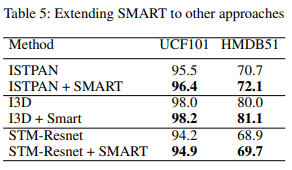 Table 5: Extending SMART to other approaches
Method UCF101 HMDB51
ISTPAN 95.5 70.7
ISTPAN + SMART 96.4 72.1
I3D 98.0 80.0
I3D + Smart 98.2 81.1
STM-Resnet 94.2 68.9
STM-Resnet + SMART 94.9 69.7